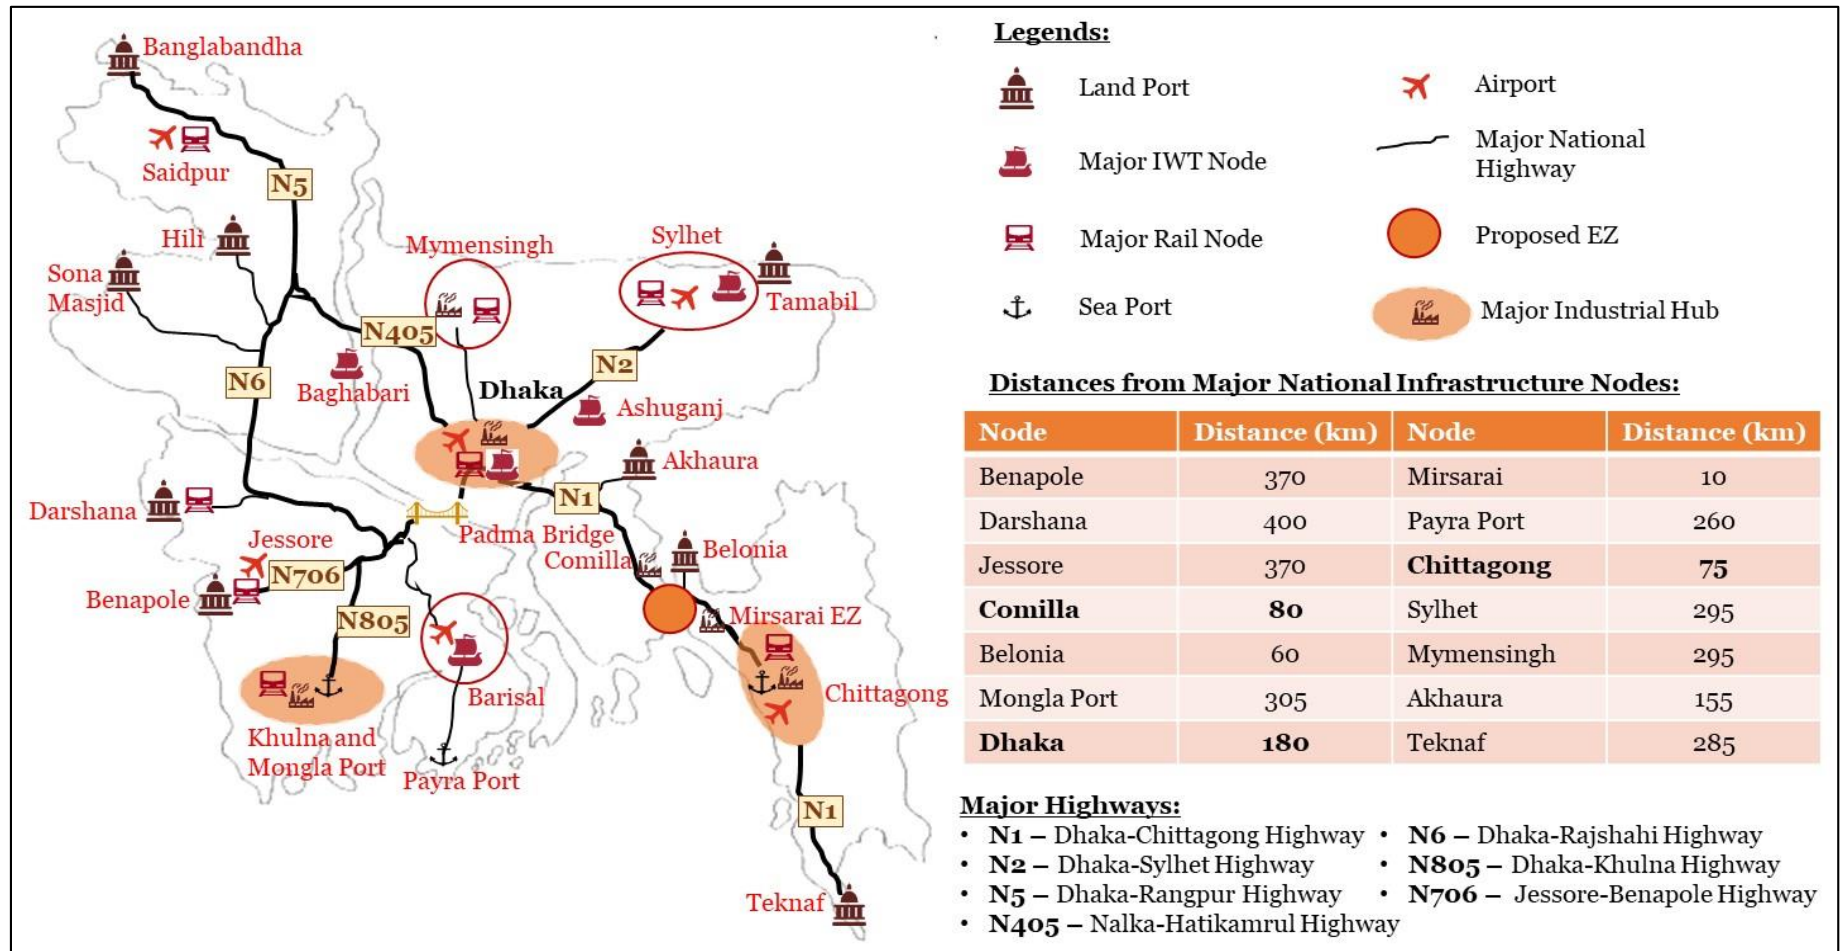 Banglabandha
Saidpur
N5
Hili
Sona
Masjid
Mymensingh
Sylhet
Tamabil
N405
N2
N6
Baghabari
Dhaka
Ashuganj
Akhaura
N1
Darshana
Padma Bridge
Jessore
N706
Benapole
N805
Comilla
Belonia
Mirsarai EZ
Barisal
Chittagong
Khulna and
Mongla Port
Payra Port
N1
Teknaf
Legends:
Land Port
Airport
Major IWT Node
Major National
Highway
Major Rail Node
Proposed EZ
Sea Port
Major Industrial Hub
Distances from Major National Infrastructure Nodes:
Node Distance (km) Node Distance (km)
Benapole 370 Mirsarai 10
Darshana 400 Payra Port 260
Jessore 370 Chittagong 75
Comilla 80 Sylhet 295
Belonia 60 Mymensingh 295
Mongla Port 305 Akhaura 155
Dhaka 180 Teknaf 285
Major Highways:
• N1 – Dhaka-Chittagong Highway
• N2 – Dhaka-Sylhet Highway
• N5 – Dhaka-Rangpur Highway
• N405 – Nalka-Hatikamrul Highway
• N6 – Dhaka-Rajshahi Highway
• N805 – Dhaka-Khulna Highway
• N706 – Jessore-Benapole Highway